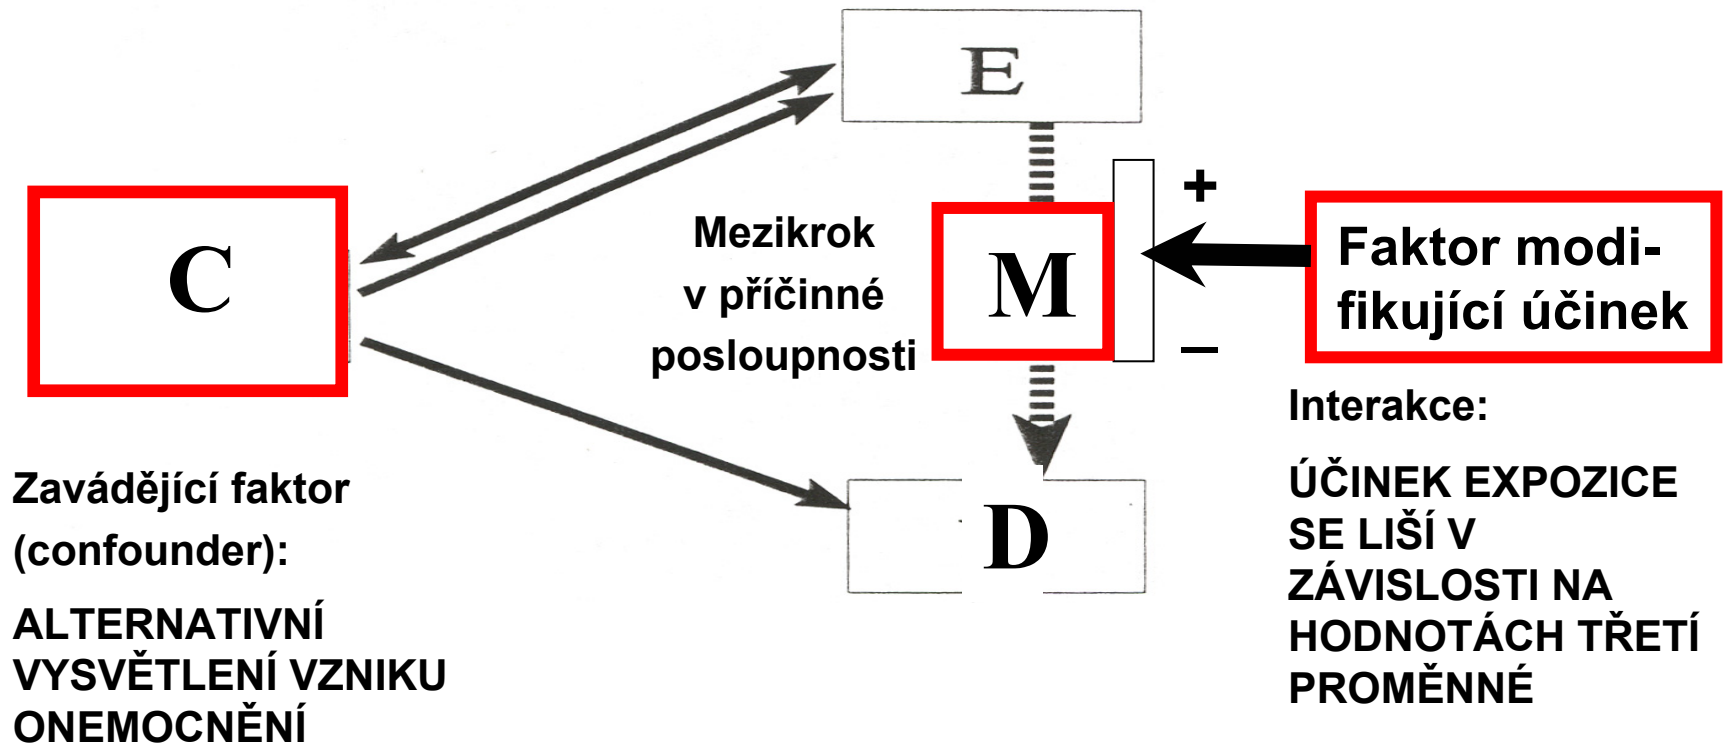 E
C
Mezikrok
v příčinné
posloupnosti
M
+
–
Faktor modi-
fikující účinek
D
Zavádějící faktor
(confounder):
ALTERNATIVNÍ
VYSVĚTLENÍ VZNIKU
ONEMOCNĚNÍ
Interakce:
ÚČINEK EXPOZICE
SE LIŠÍ V
ZÁVISLOSTI NA
HODNOTÁCH TŘETÍ
PROMĚNNÉ